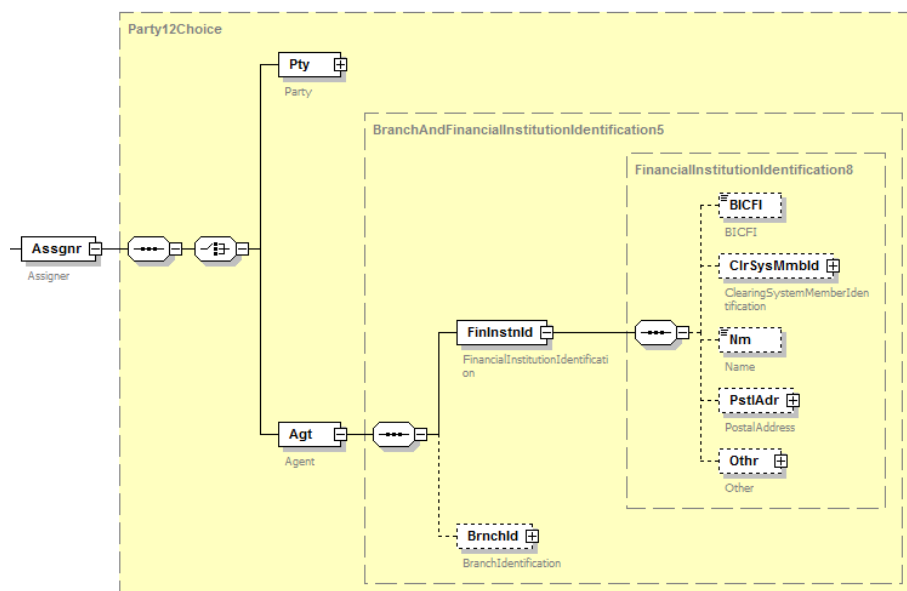 Party12Choice
Pty
Party
BranchAndFinancialInstitutionIdentification5
FinancialInstitutionIdentification8
BICFI
BICFI
Assgnr
Assigner
ClrSysMmbId
ClearingSystemMemberIden
tification
FinInstnId
FinancialInstitutionIdentificati
on
Nm
Name
PstlAdr
PostalAddress
Agt
Agent
Othr
Other
BrnchId
BranchIdentification